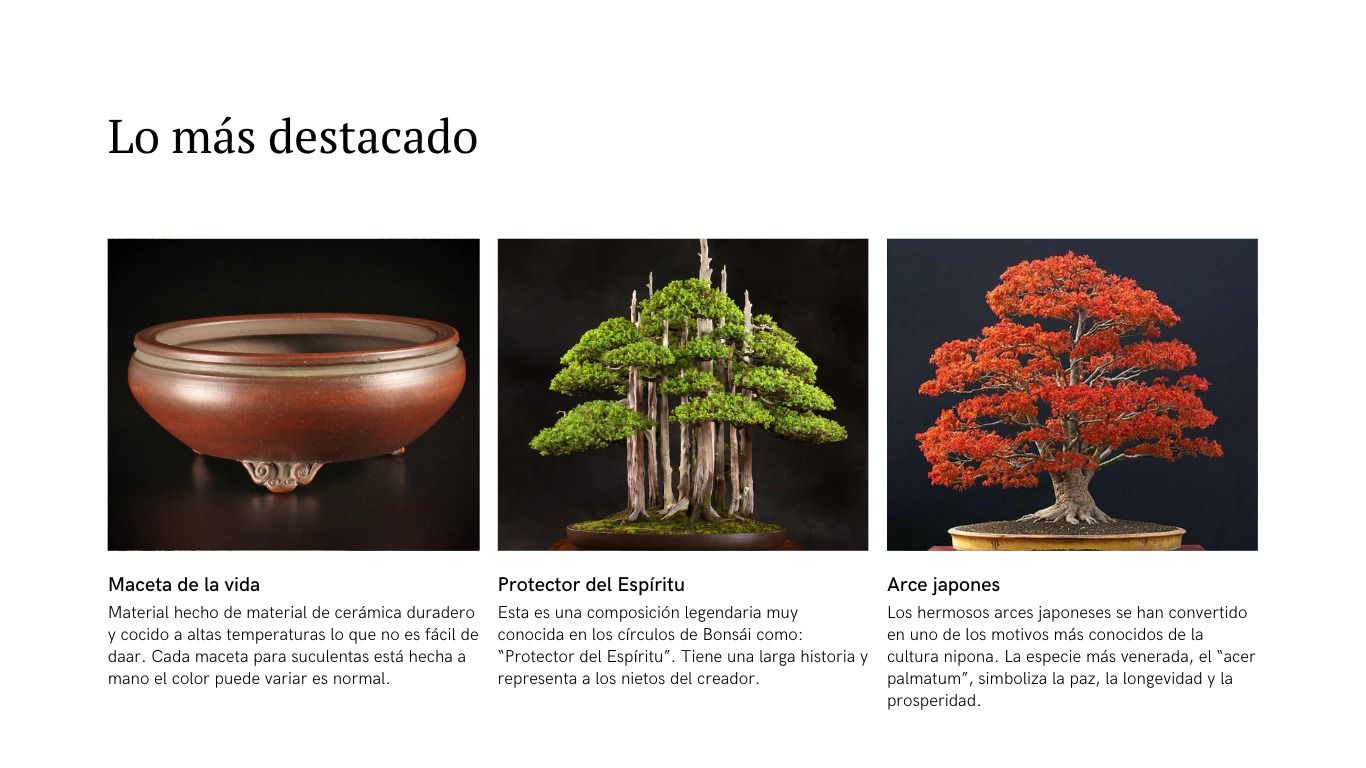 Lo más destacado
Maceta de la vida
Material hecho de material de cerámica duradero
y cocido a altas temperaturas lo que no es fácil de
daar. Cada maceta para suculentas está hecha a
mano el color puede variar es normal.
Protector del Espíritu
Esta es una composición legendaria muy
conocida en los círculos de Bonsái como:
“Protector del Espíritu”. Tiene una larga historia y
representa a los nietos del creador.
Arce japones
Los hermosos arces japoneses se han convertido
en uno de los motivos más conocidos de la
cultura nipona. La especie más venerada, el “acer
palmatum”, simboliza la paz, la longevidad y la
prosperidad.